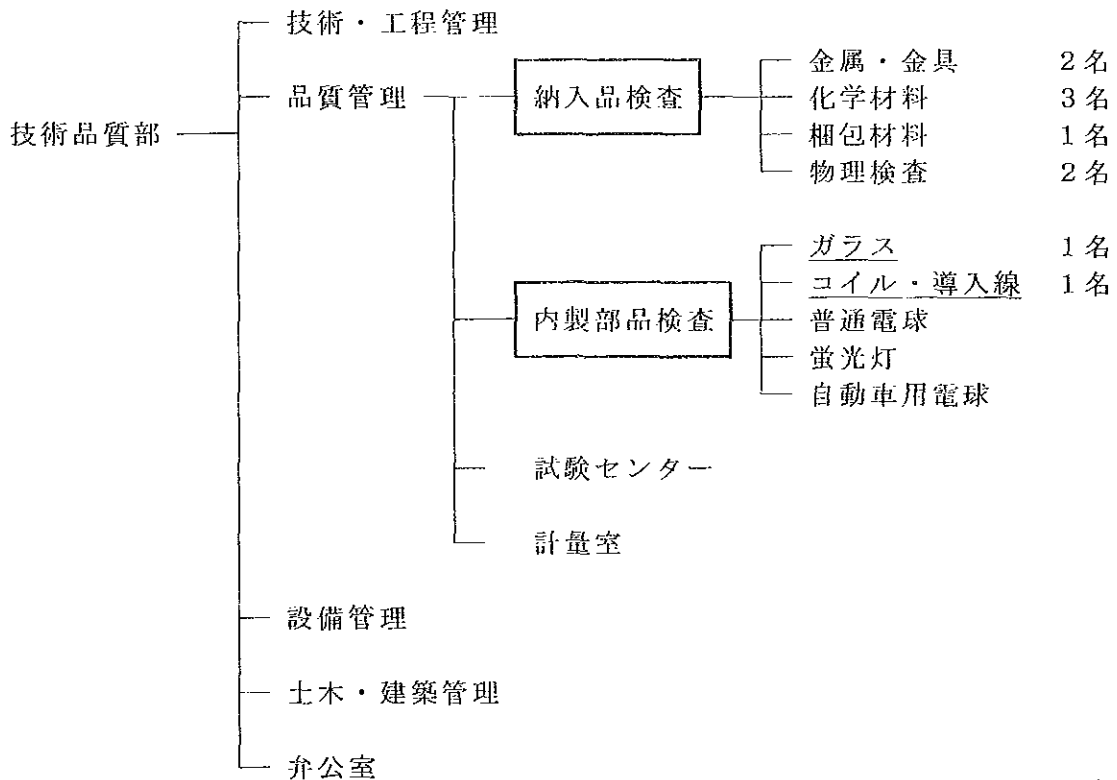 技術・工程管理
金属・金具 2名
品質管理 納入品検査 化学材料 3名
技術品質部 梱包材料 1名
物理検査 2名
ガラス 1名
コイル・導入線 1名
内製部品検査 普通電球
蛍光灯
自動車用電球
試験センター
計量室
設備管理
土木・建築管理
弁公室